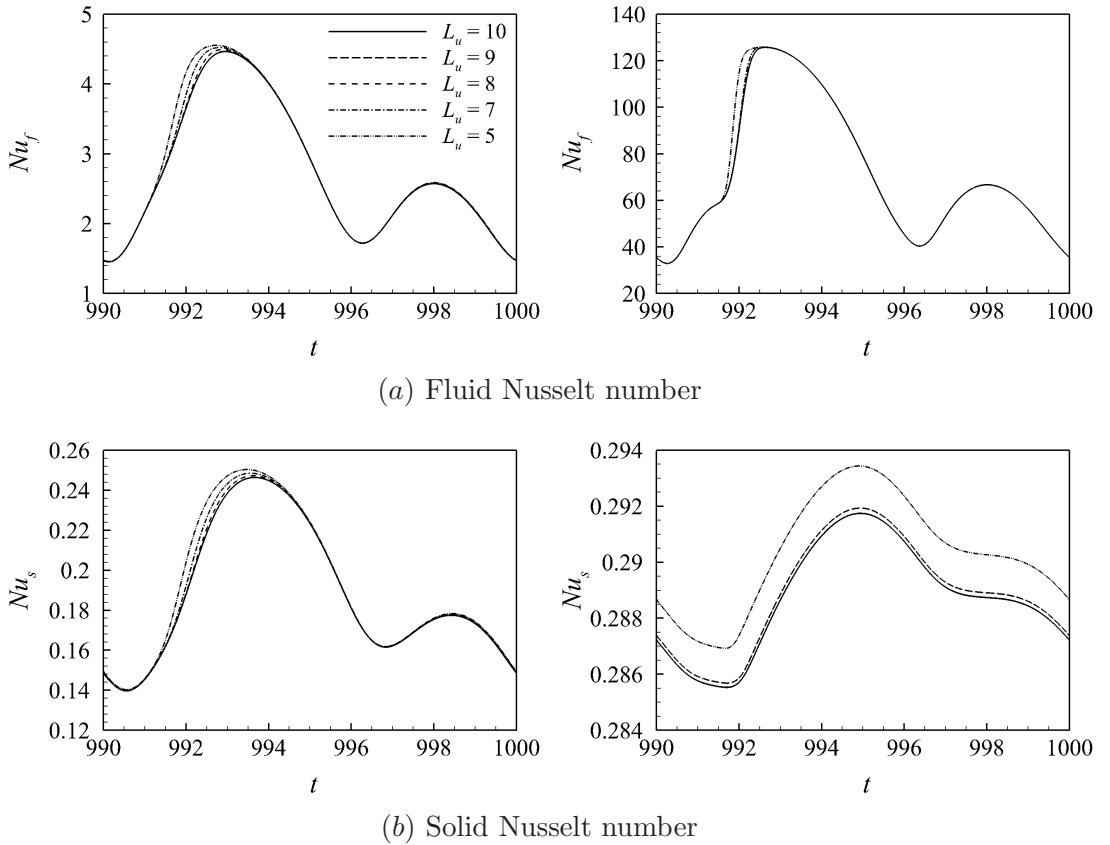 5
4
3
2
1
Nu_f
990 992 994 996 998 1000
t
L_u = 10
L_u = 9
L_u = 8
L_u = 7
L_u = 5
140
120
100
80
60
40
20
Nu_f
990 992 994 996 998 1000
t
(a) Fluid Nusselt number
0.26
0.24
0.22
0.2
0.18
0.16
0.14
0.12
Nu_s
990 992 994 996 998 1000
t
0.294
0.292
0.29
0.288
0.286
0.284
Nu_s
990 992 994 996 998 1000
t
(b) Solid Nusselt number